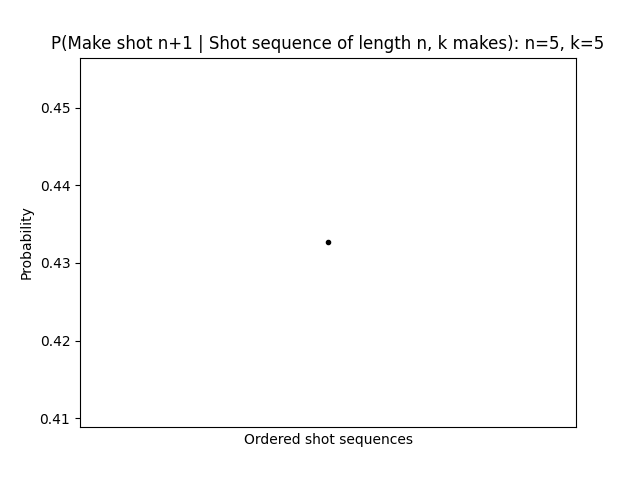 P(Make shot n+1 | Shot sequence of length n, k makes): n=5, k=5
0.45
0.44
0.43
0.42
0.41
Probability
Ordered shot sequences